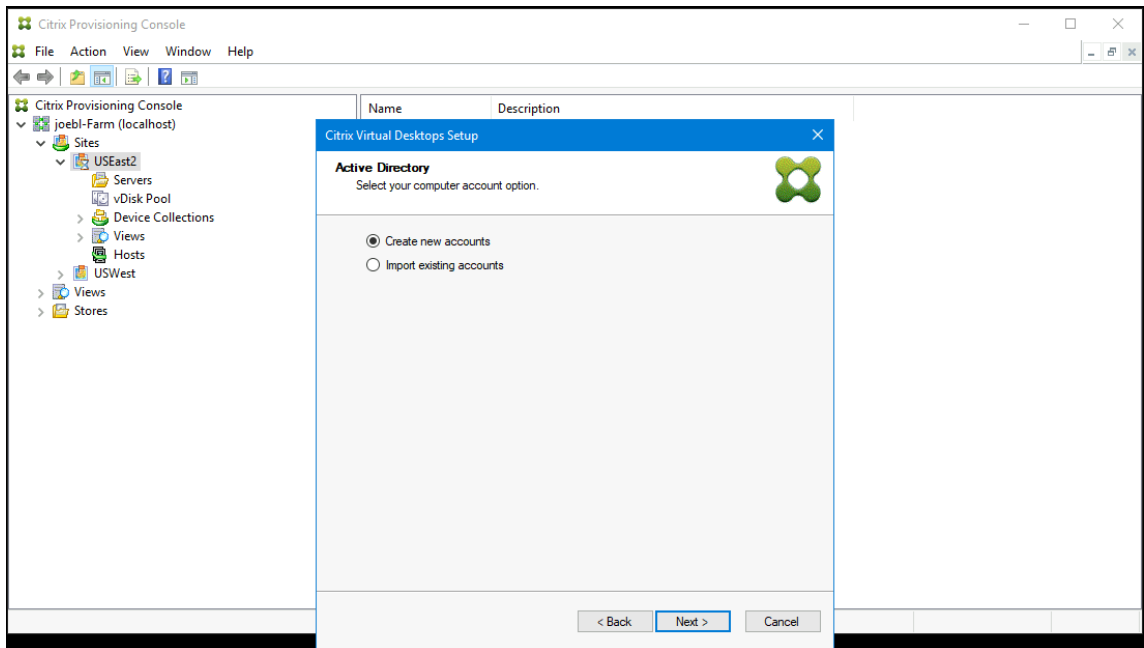 Citrix Provisioning Console
File Action View Window Help
Citrix Provisioning Console
joebl-Farm (localhost)
Sites
USEast2
Servers
vDisk Pool
Device Collections
Views
Hosts
USWest
Views
Stores
Name Description
Citrix Virtual Desktops Setup
Active Directory
Select your computer account option.
Create new accounts
Import existing accounts
< Back Next > Cancel